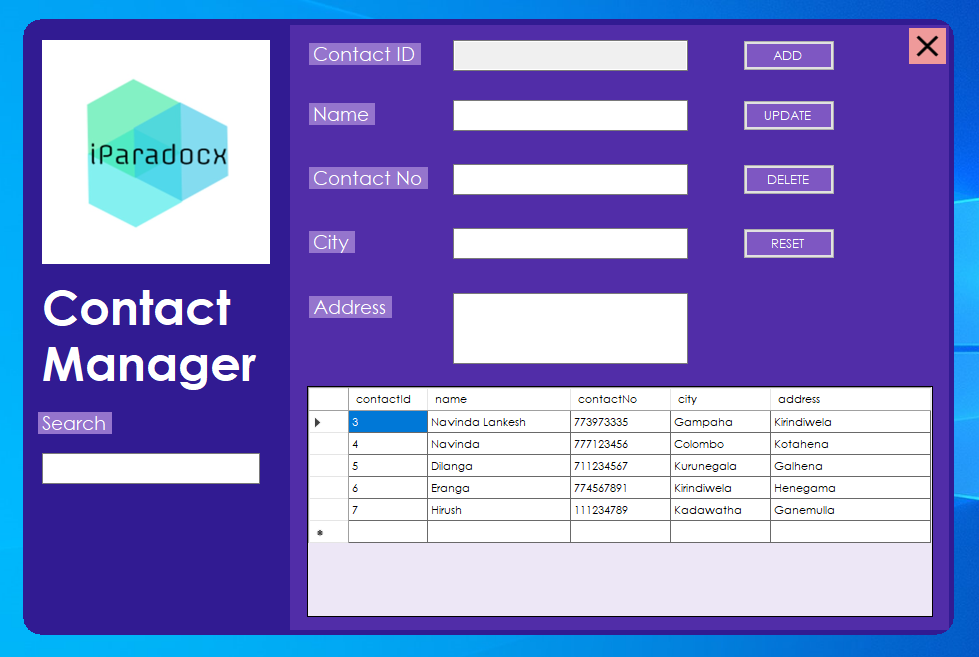 iParadocx
Contact
Manager
Search
Contact ID
ADD
Name
UPDATE
Contact No
DELETE
City
RESET
Address
contactId name contactNo city address
3 Navinda Lankesh 773973335 Gampaha Kirindiwela
4 Navinda 777123456 Colombo Kotahena
5 Dilanga 711234567 Kurunegala Galhena
6 Eranga 774567891 Kirindiwela Henegama
7 Hirush 111234789 Kadawatha Ganemulla